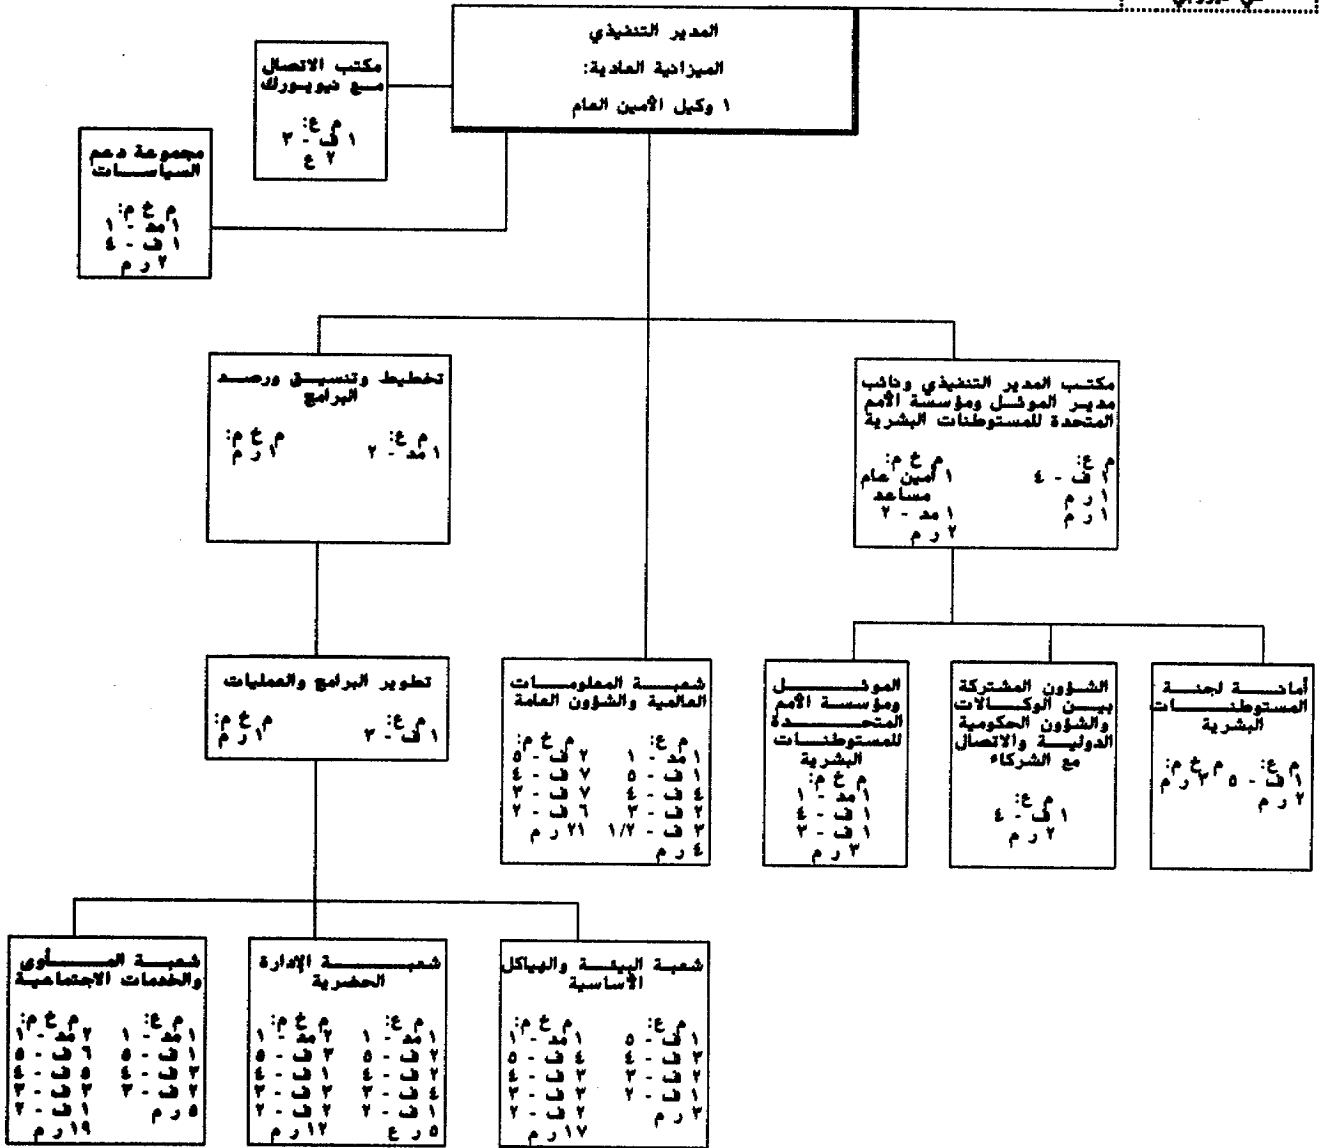 المدير التنفيذي
الميزانية العادية:
١ وكيل الأمين العام
مكتب الاتصال
مع نيويورك
م ع:
١ ف - ٣
٢ ع
مجموعة دعم
السياسات
م خ م:
١ مد - ١
١ ف - ٤
٢ ر م
تخطيط وتنسيق ورصد
البرامج
م ع: م خ م:
١ مد - ٢ ١ ر م
مكتب المدير التنفيذي ونائب
مدير الموئل ومؤسسة الأمم
المتحدة للمستوطنات البشرية
م ع: م خ م:
١ ف - ٤ ١ أمين عام
١ ر م مساعد
١ ر م ١ مد - ٢
٢ ر م
تطوير البرامج والعمليات
م ع: م خ م:
١ ف - ٣ ١ ر م
شعبة المعلومات
العالمية والشؤون العامة
م ع: م خ م:
١ مد - ١ ٢ ف - ٥
١ ف - ٥ ٧ ف - ٤
٤ ف - ٤ ٧ ف - ٣
٢ ف - ٣ ٦ ف - ٢
٣ ف - ١/٢ ٢١ ر م
٤ ر م
الموئل
ومؤسسة الأمم
المتحدة
للمستوطنات
البشرية
م خ م:
١ مد - ١
١ ف - ٤
١ ف - ٣
٣ ر م
الشؤون المشتركة
بين الوكالات
والشؤون الحكومية
الدولية والاتصال
مع الشركاء
م ع:
١ ف - ٤
٢ ر م
أمانة لجنة
المستوطنات
البشرية
م ع: م خ م:
١ ف - ٥ ٣ ر م
٢ ر م
شعبة المأوى
والخدمات الاجتماعية
م ع: م خ م:
١ مد - ١ ٢ مد - ١
١ ف - ٥ ٦ ف - ٥
٣ ف - ٤ ٥ ف - ٤
٢ ف - ٣ ٣ ف - ٣
٥ ر م ١ ف - ٢
١٩ ر م
شعبة الإدارة
الحضرية
م ع: م خ م:
١ مد - ١ ٢ مد - ١
٢ ف - ٥ ٣ ف - ٥
٢ ف - ٤ ١ ف - ٤
٤ ف - ٣ ٣ ف - ٣
١ ف - ٢ ٢ ف - ٢
٥ ر ع ١٢ ر م
شعبة البيئة والهياكل
الأساسية
م ع: م خ م:
١ ف - ٥ ١ مد - ١
٣ ف - ٤ ٤ ف - ٥
٢ ف - ٣ ٣ ف - ٤
١ ف - ٢ ٣ ف - ٣
٣ ر م ٢ ف - ٢
١٧ ر م